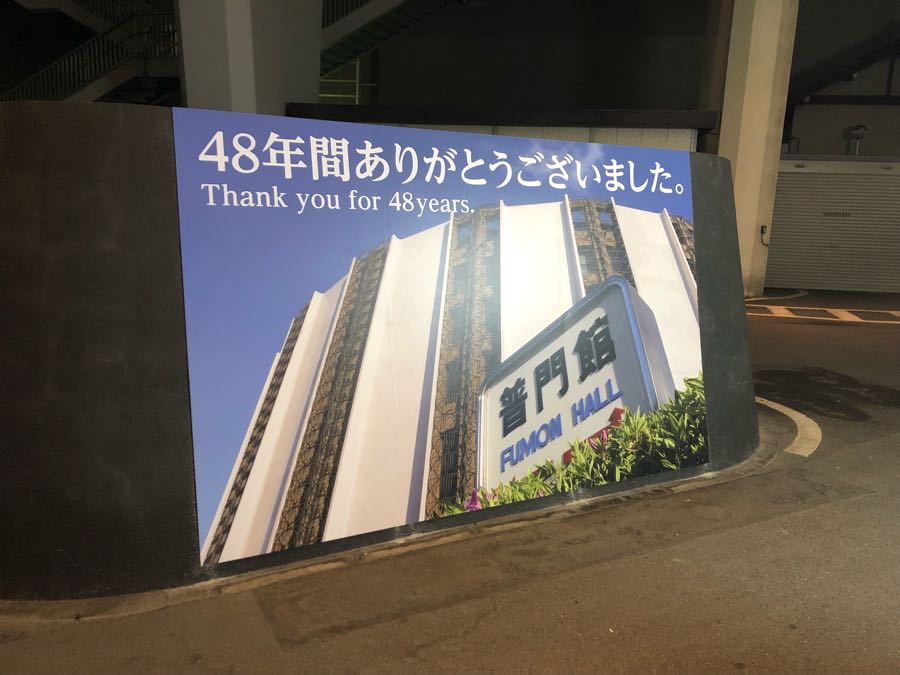 48年間ありがとうございました。
Thank you for 48years.
普門館
FUMON HALL